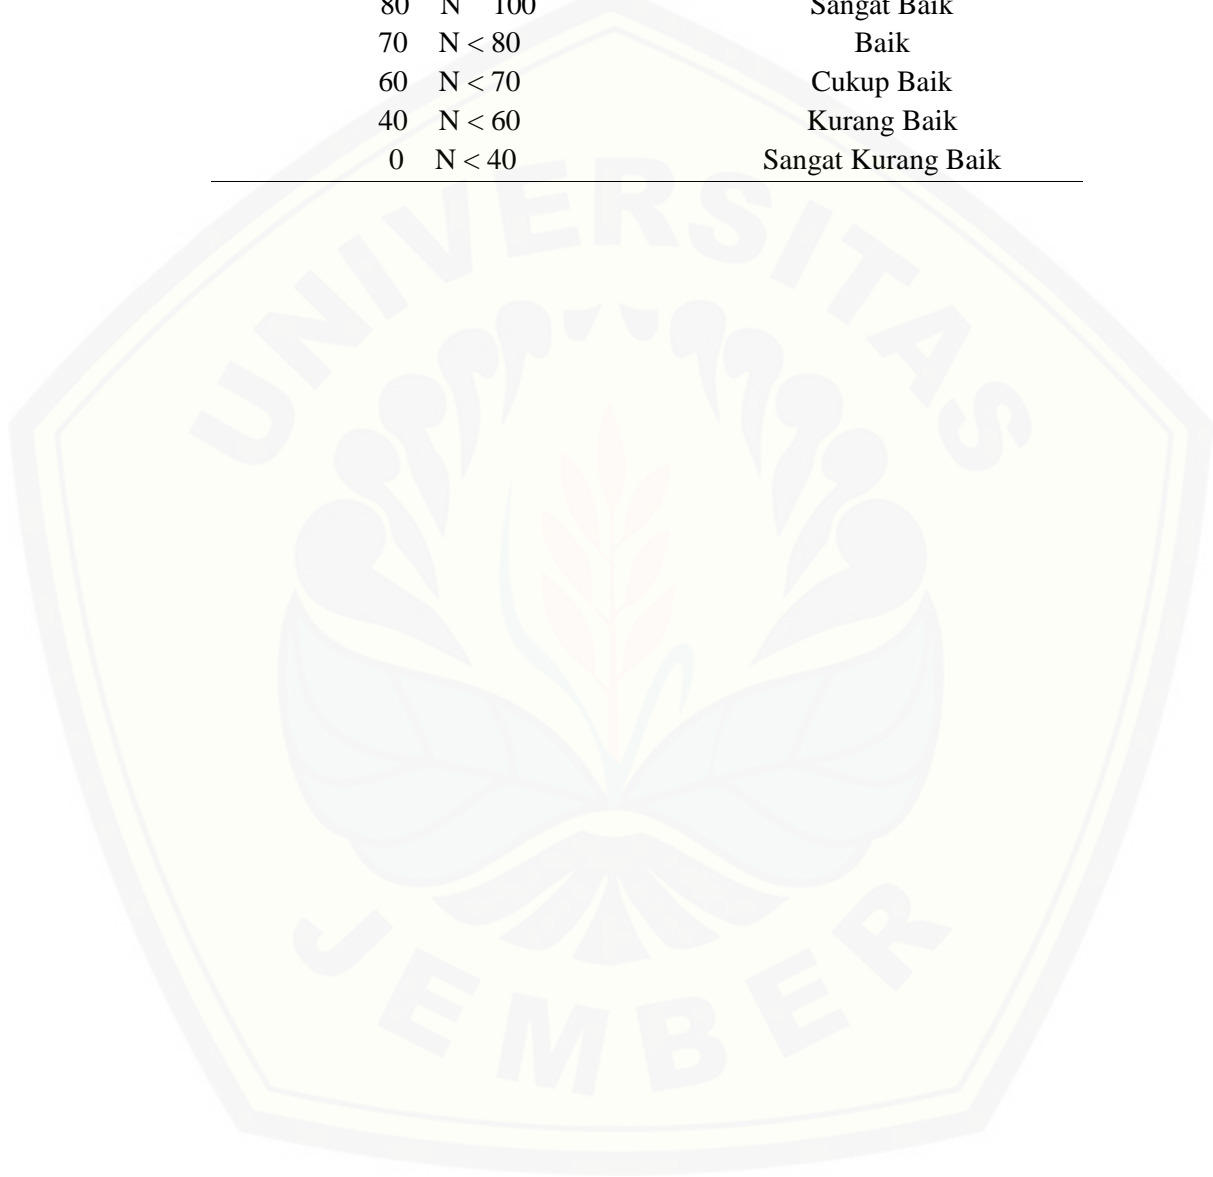 80 N 100 Sangat Baik
70 N < 80 Baik
60 N < 70 Cukup Baik
40 N < 60 Kurang Baik
0 N < 40 Sangat Kurang Baik
UNIVERSITAS
JEMBER